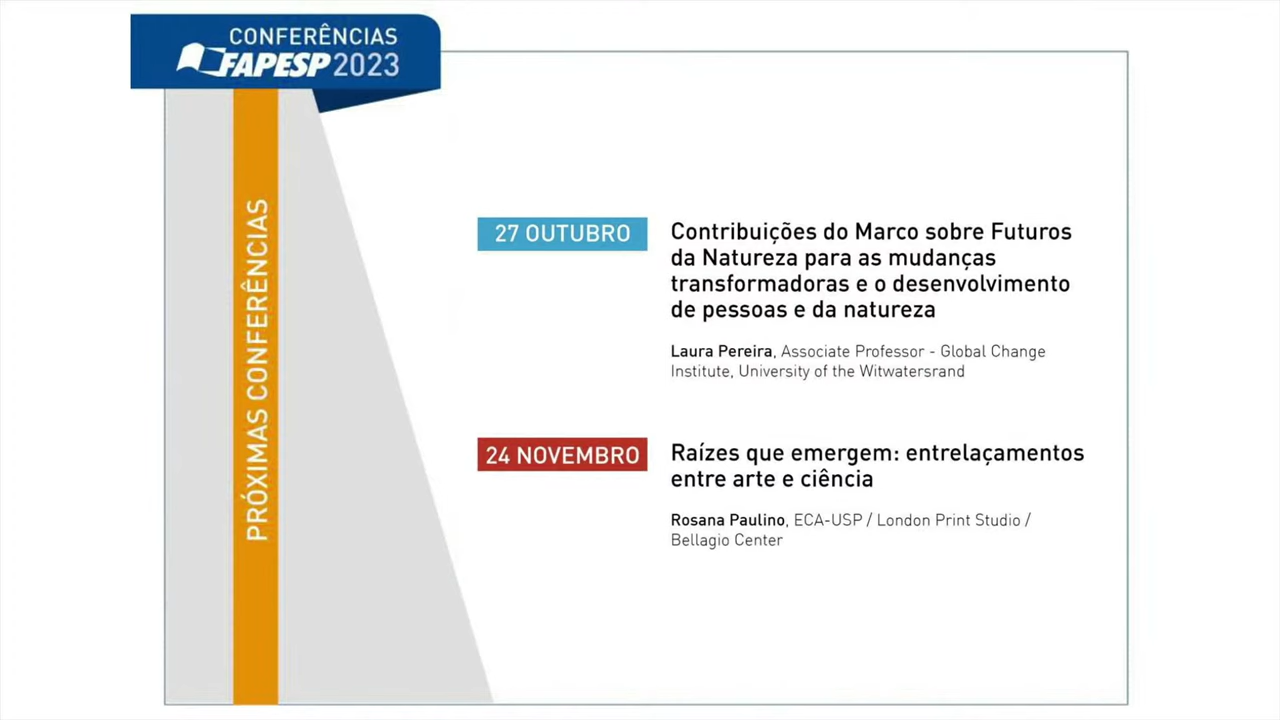 CONFERÊNCIAS
FAPESP 2023
PRÓXIMAS CONFERÊNCIAS
27 OUTUBRO
Contribuições do Marco sobre Futuros
da Natureza para as mudanças
transformadoras e o desenvolvimento
de pessoas e da natureza
Laura Pereira, Associate Professor - Global Change
Institute, University of the Witwatersrand
24 NOVEMBRO
Raízes que emergem: entrelaçamentos
entre arte e ciência
Rosana Paulino, ECA-USP / London Print Studio /
Bellagio Center